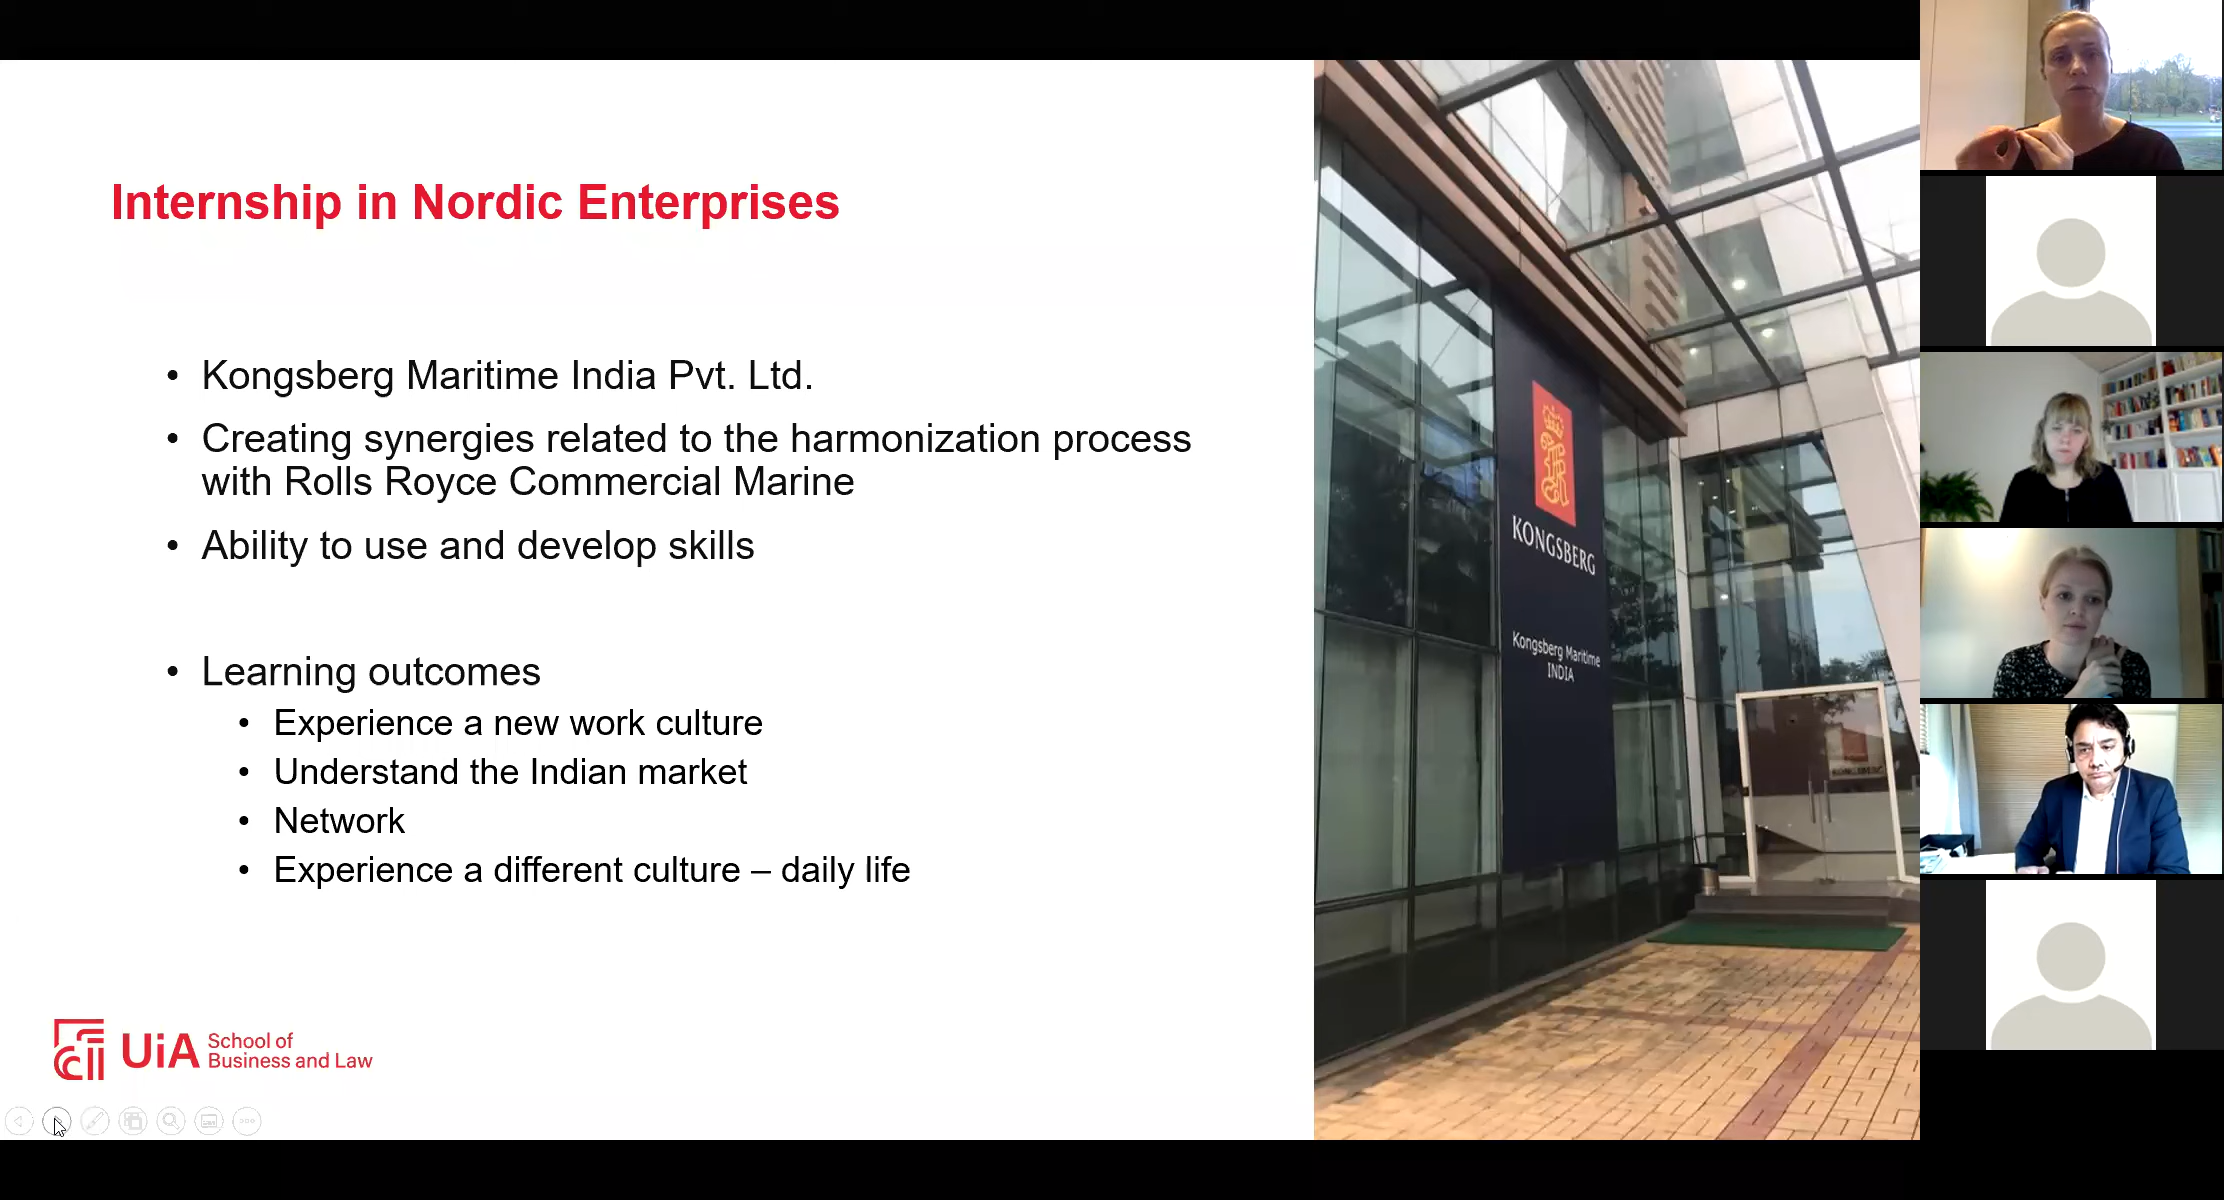 Internship in Nordic Enterprises
• Kongsberg Maritime India Pvt. Ltd.
• Creating synergies related to the harmonization process
with Rolls Royce Commercial Marine
• Ability to use and develop skills
• Learning outcomes
• Experience a new work culture
• Understand the Indian market
• Network
• Experience a different culture – daily life
UiA School of
Business and Law
KONGSBERG
Kongsberg Maritime
INDIA